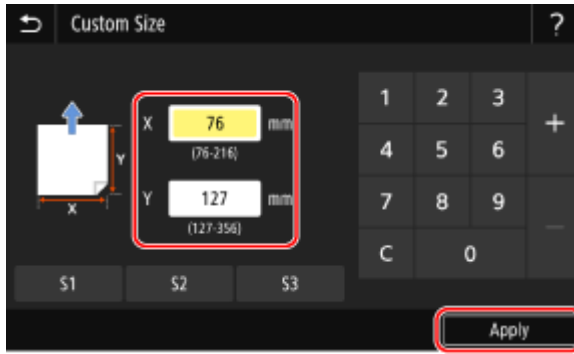 Custom Size ?
X 76 mm
(76-216)
Y 127 mm
(127-356)
Y
X
S1 S2 S3
1 2 3 +
4 5 6
7 8 9 —
C 0
Apply